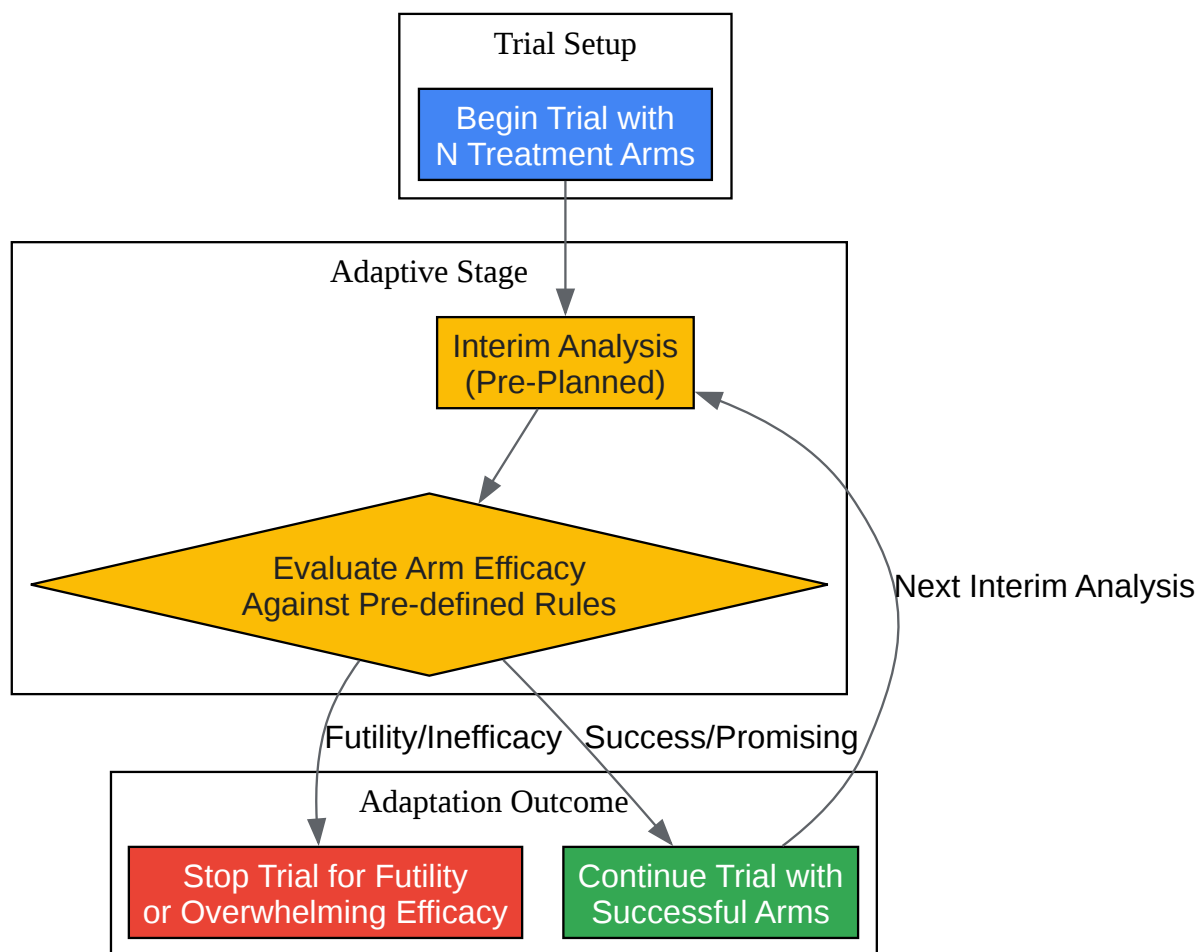 Trial Setup
Begin Trial with
N Treatment Arms
Adaptive Stage
Interim Analysis
(Pre-Planned)
Evaluate Arm Efficacy
Against Pre-defined Rules
Next Interim Analysis
Futility/Inefficacy
Success/Promising
Adaptation Outcome
Stop Trial for Futility
or Overwhelming Efficacy
Continue Trial with
Successful Arms